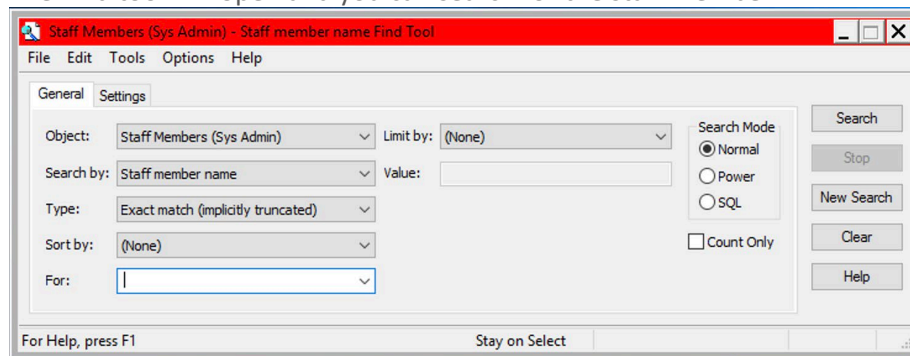 Staff Members (Sys Admin) - Staff member name Find Tool
File Edit Tools Options Help
General Settings
Object: Staff Members (Sys Admin) Limit by: (None) Search Mode Search
Search by: Staff member name Value: Normal Stop
Power
Type: Exact match (implicitly truncated) SQL New Search
Sort by: (None) Count Only Clear
For: Help
For Help, press F1 Stay on Select